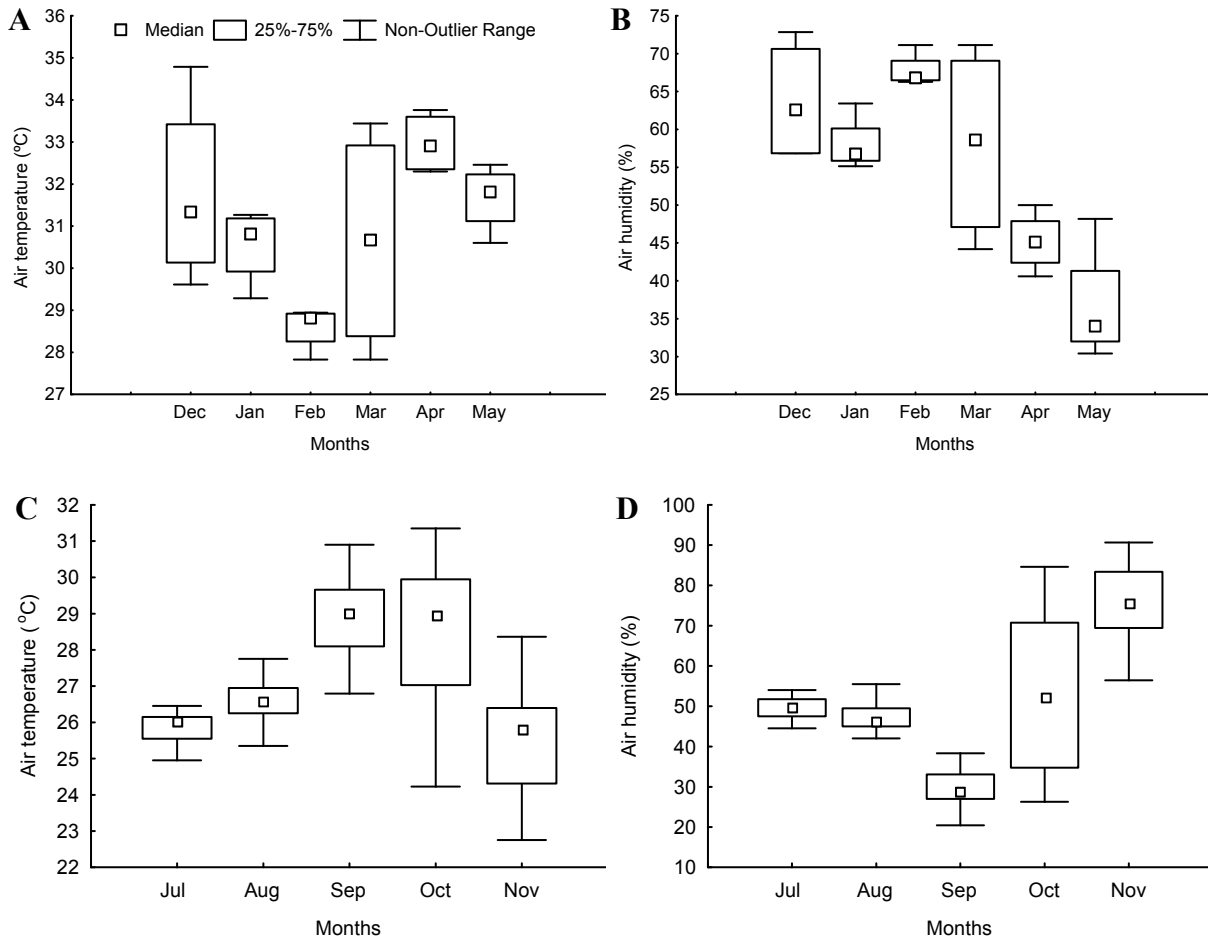 A
Median 25%-75% Non-Outlier Range
Air temperature (ºC)
36
35
34
33
32
31
30
29
28
27
Dec Jan Feb Mar Apr May
Months
B
Air humidity (%)
75
70
65
60
55
50
45
40
35
30
25
Dec Jan Feb Mar Apr May
Months
C
Air temperature ( ºC)
32
31
30
29
28
27
26
25
24
23
22
Jul Aug Sep Oct Nov
Months
D
Air humidity (%)
100
90
80
70
60
50
40
30
20
10
Jul Aug Sep Oct Nov
Months